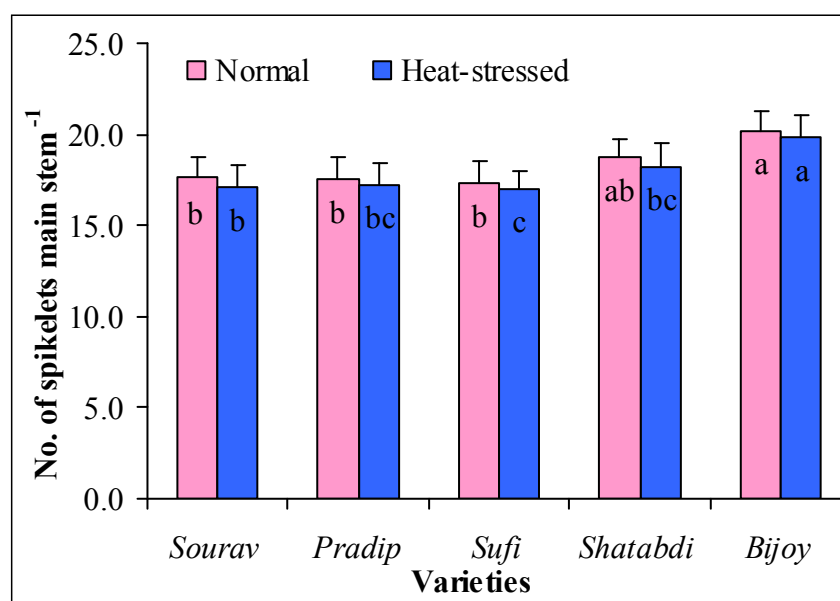 25.0
Normal Heat-stressed
20.0
15.0
10.0
5.0
0.0
No. of spikelets main stem⁻¹
b b b bc b c ab bc a a
Sourav Pradip Sufi Shatabdi Bijoy
Varieties